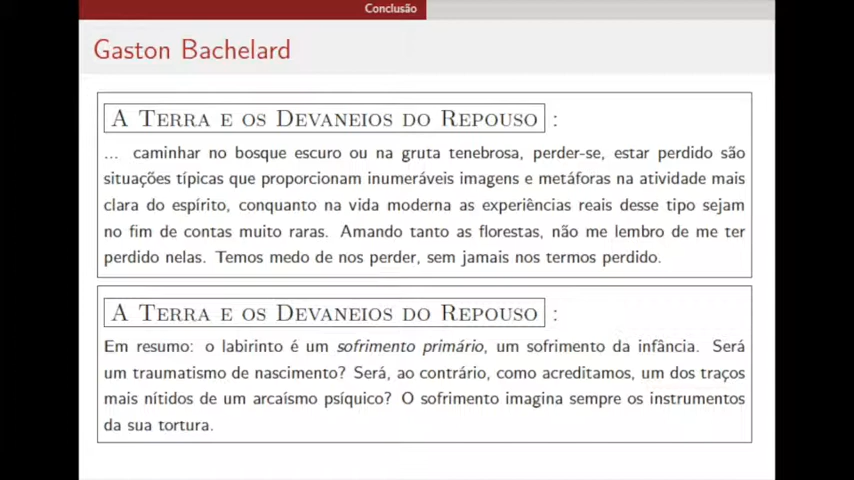 Conclusão
Gaston Bachelard
A Terra e os Devaneios do Repouso :
... caminhar no bosque escuro ou na gruta tenebrosa, perder-se, estar perdido são
situações típicas que proporcionam inumeráveis imagens e metáforas na atividade mais
clara do espírito, conquanto na vida moderna as experiências reais desse tipo sejam
no fim de contas muito raras. Amando tanto as florestas, não me lembro de me ter
perdido nelas. Temos medo de nos perder, sem jamais nos termos perdido.
A Terra e os Devaneios do Repouso :
Em resumo: o labirinto é um sofrimento primário, um sofrimento da infância. Será
um traumatismo de nascimento? Será, ao contrário, como acreditamos, um dos traços
mais nítidos de um arcaísmo psíquico? O sofrimento imagina sempre os instrumentos
da sua tortura.